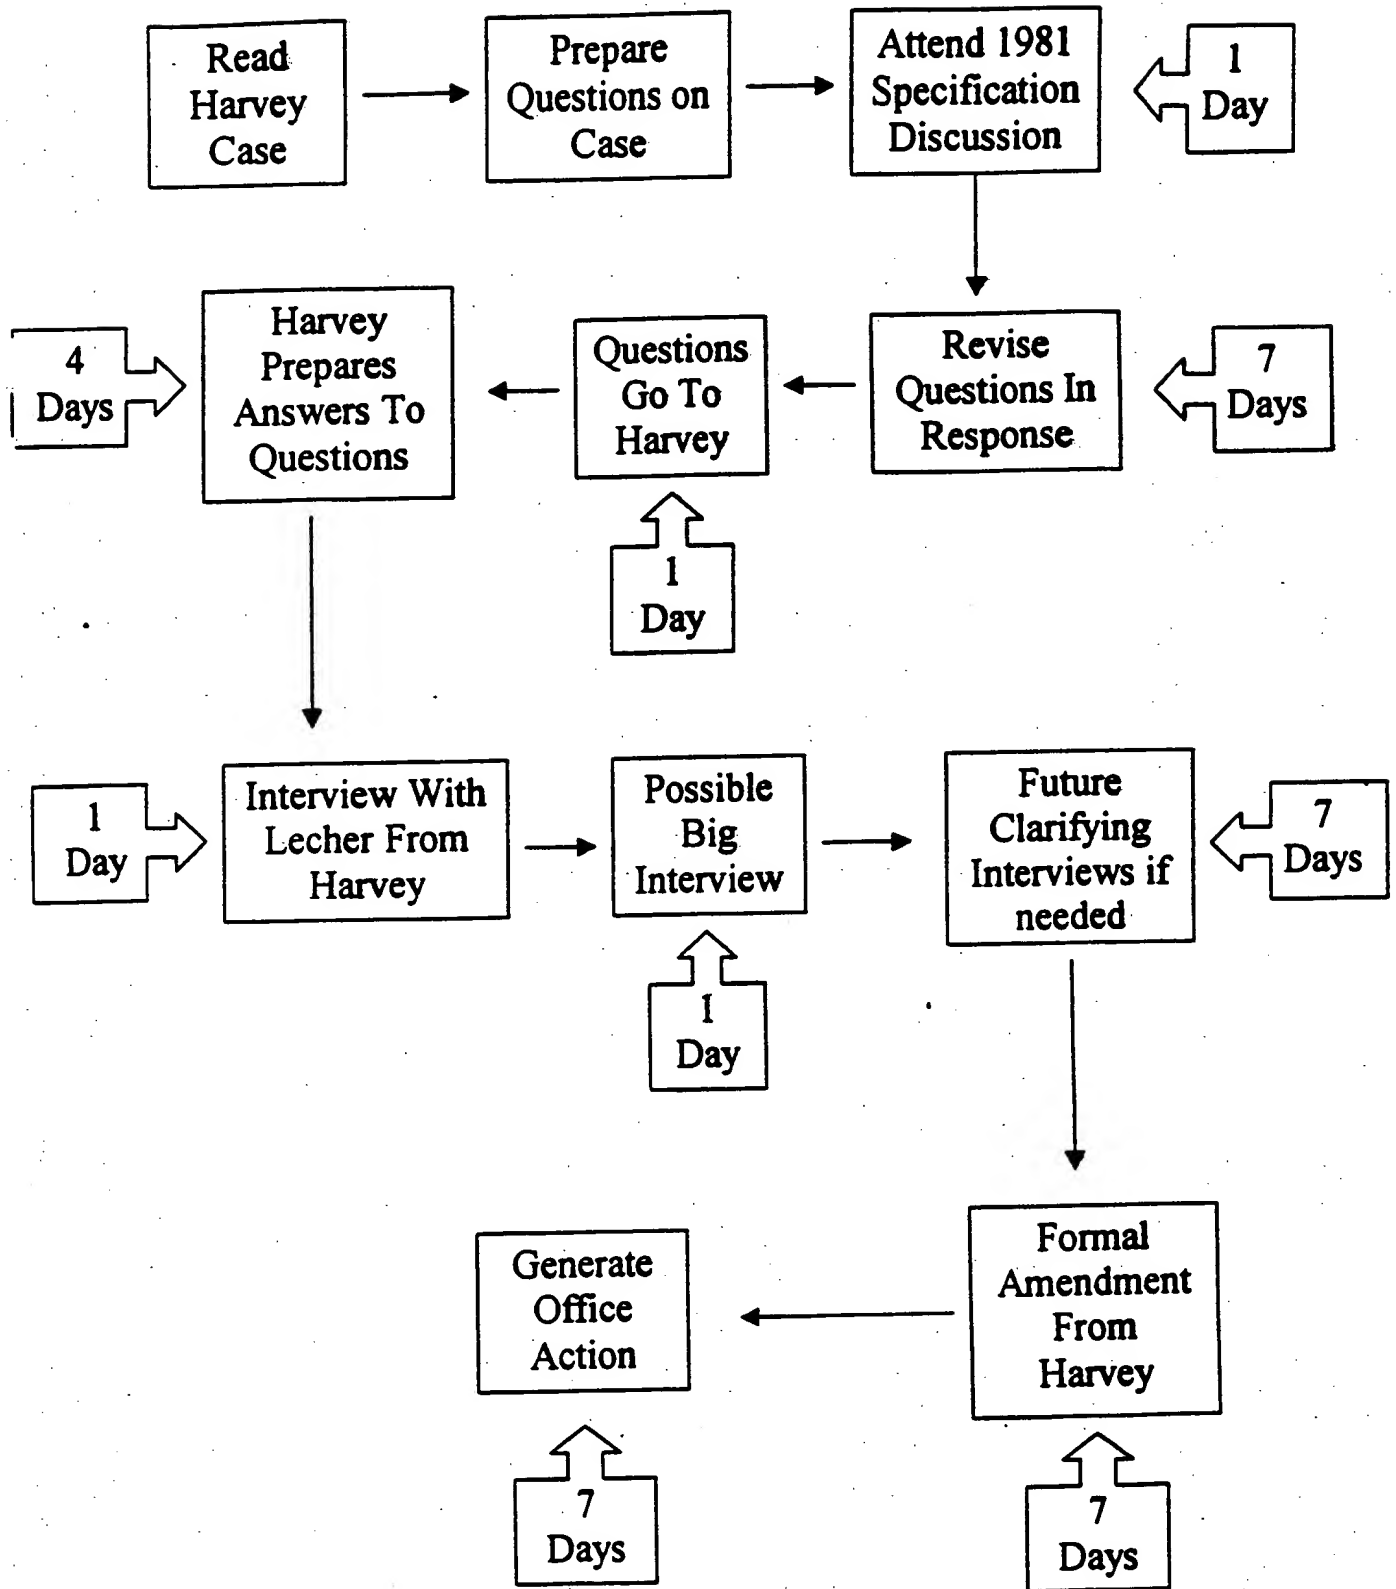 Read
Harvey
Case
Prepare
Questions on
Case
Attend 1981
Specification
Discussion
1
Day
Revise
Questions In
Response
7
Days
Questions
Go To
Harvey
1
Day
Harvey
Prepares
Answers To
Questions
4
Days
Interview With
Lecher From
Harvey
1
Day
Possible
Big
Interview
1
Day
Future
Clarifying
Interviews if
needed
7
Days
Formal
Amendment
From
Harvey
7
Days
Generate
Office
Action
7
Days